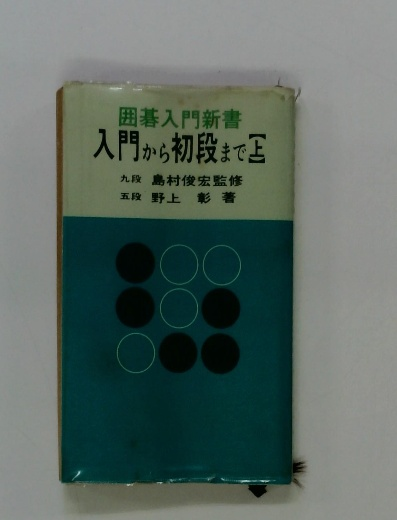 囲碁入門新書
入門から初段まで【上】
九段 島村俊宏監修
五段 野上 彰 著